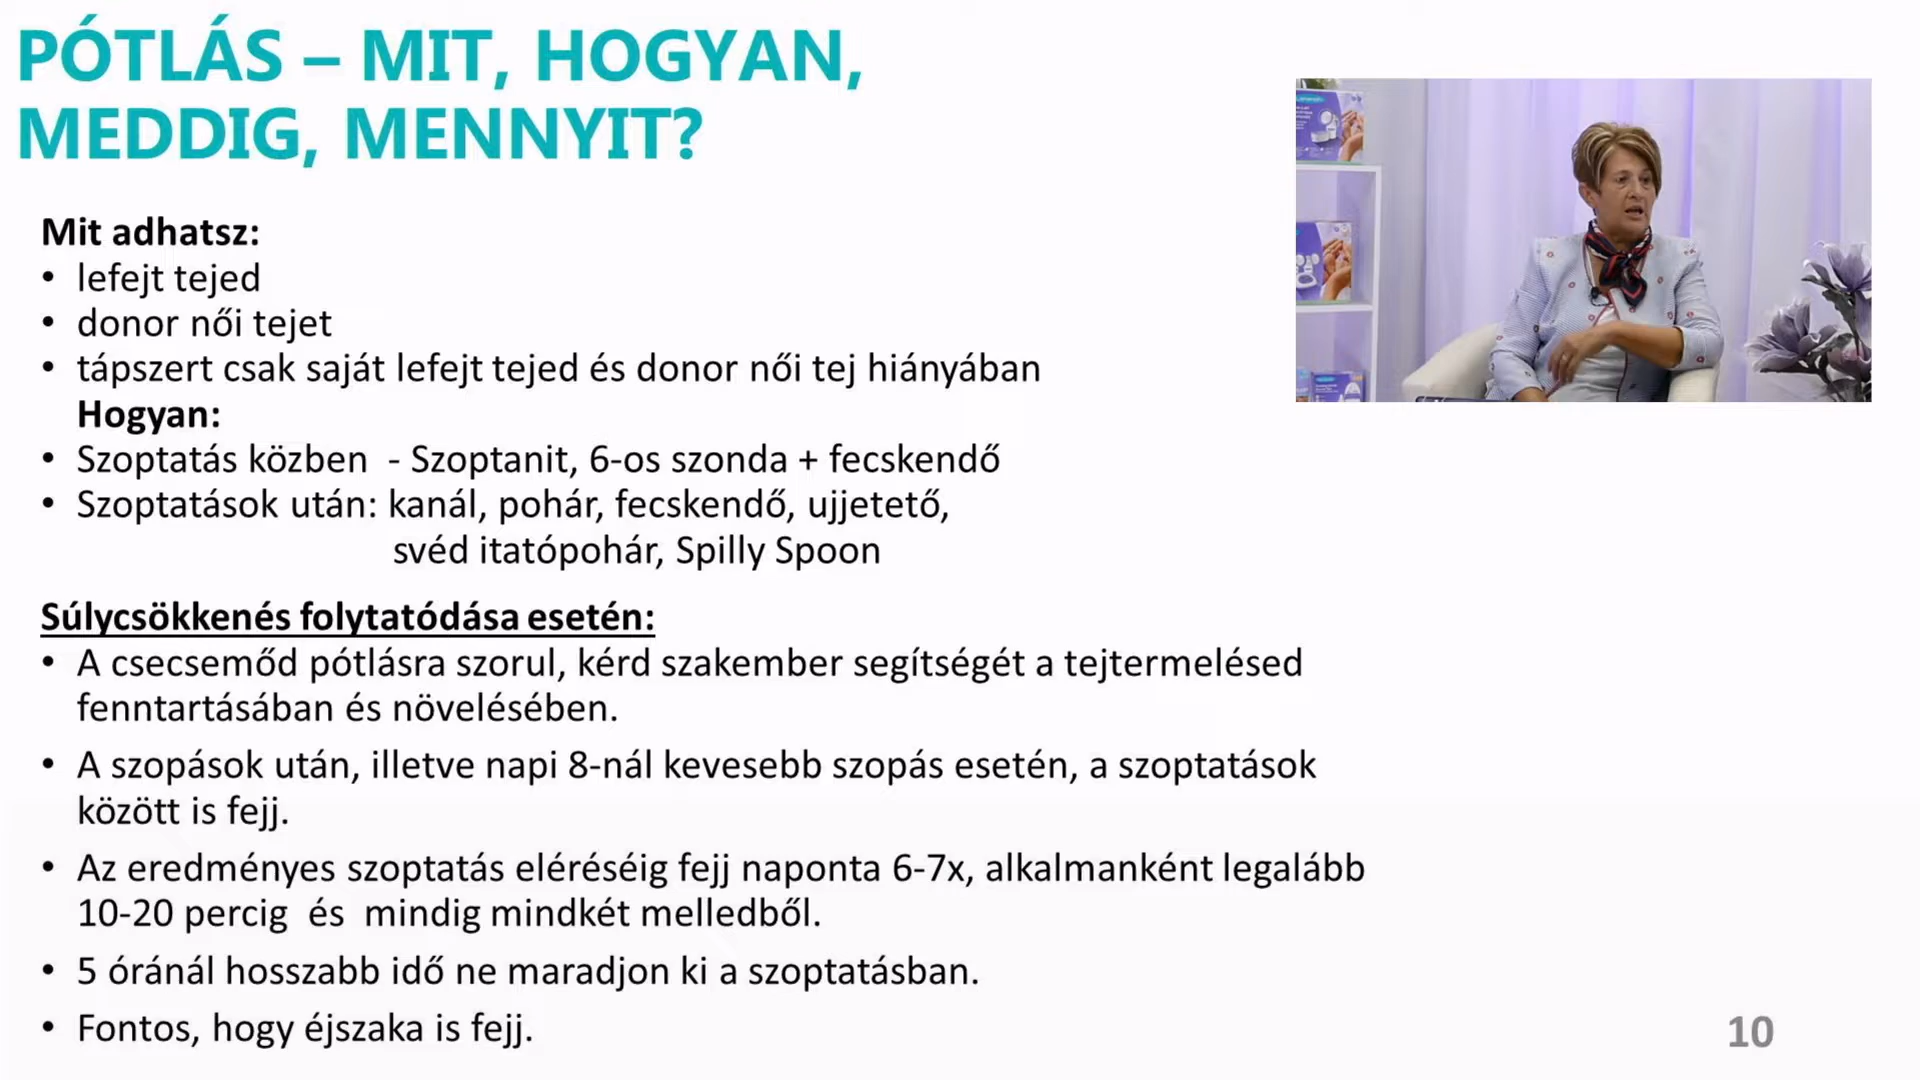 PÓTLÁS – MIT, HOGYAN,
MEDDIG, MENNYIT?
Mit adhatsz:
• lefejt tejed
• donor női tejet
• tápszert csak saját lefejt tejed és donor női tej hiányában
Hogyan:
• Szoptatás közben - Szoptanit, 6-os szonda + fecskendő
• Szoptatások után: kanál, pohár, fecskendő, ujjetető,
svéd itatópohár, Spilly Spoon
Súlycsökkenés folytatódása esetén:
• A csecsemőd pótlásra szorul, kérd szakember segítségét a tejtermelésed
fenntartásában és növelésében.
• A szopások után, illetve napi 8-nál kevesebb szopás esetén, a szoptatások
között is fejj.
• Az eredményes szoptatás eléréséig fejj naponta 6-7x, alkalmanként legalább
10-20 percig és mindig mindkét melledből.
• 5 óránál hosszabb idő ne maradjon ki a szoptatásban.
• Fontos, hogy éjszaka is fejj.
10